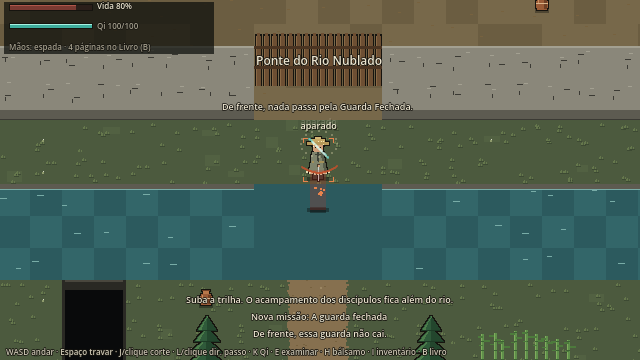 Vida 80%
Qi 100/100
Mãos: espada · 4 páginas no Livro (B)
Ponte do Rio Nublado
De frente, nada passa pela Guarda Fechada.
aparado
Suba a trilha. O acampamento dos discípulos fica além do rio.
Nova missão: A guarda fechada
De frente, essa guarda não cai.
WASD andar · Espaço travar · J/clique corte · L/clique dir. passo · K Qi · E examinar · H bálsamo · I inventário · B livro